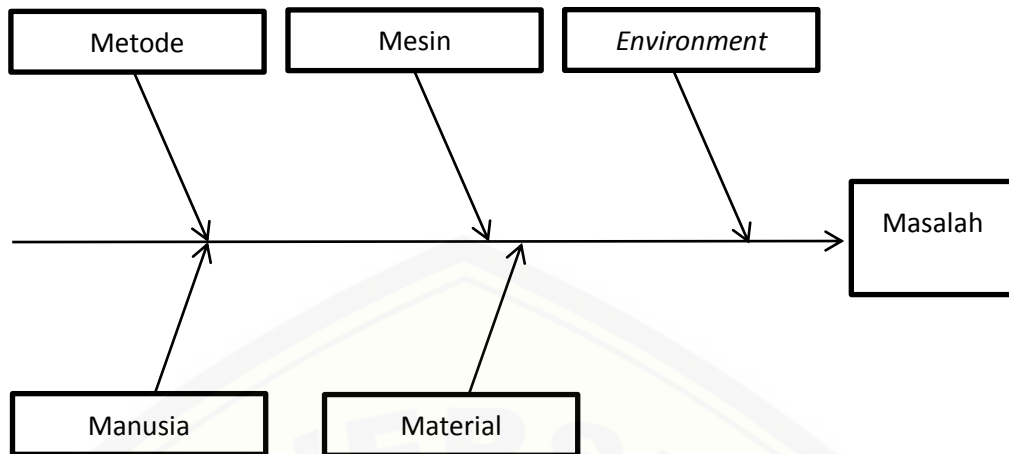 Metode
Mesin
Environment
Masalah
Manusia
Material